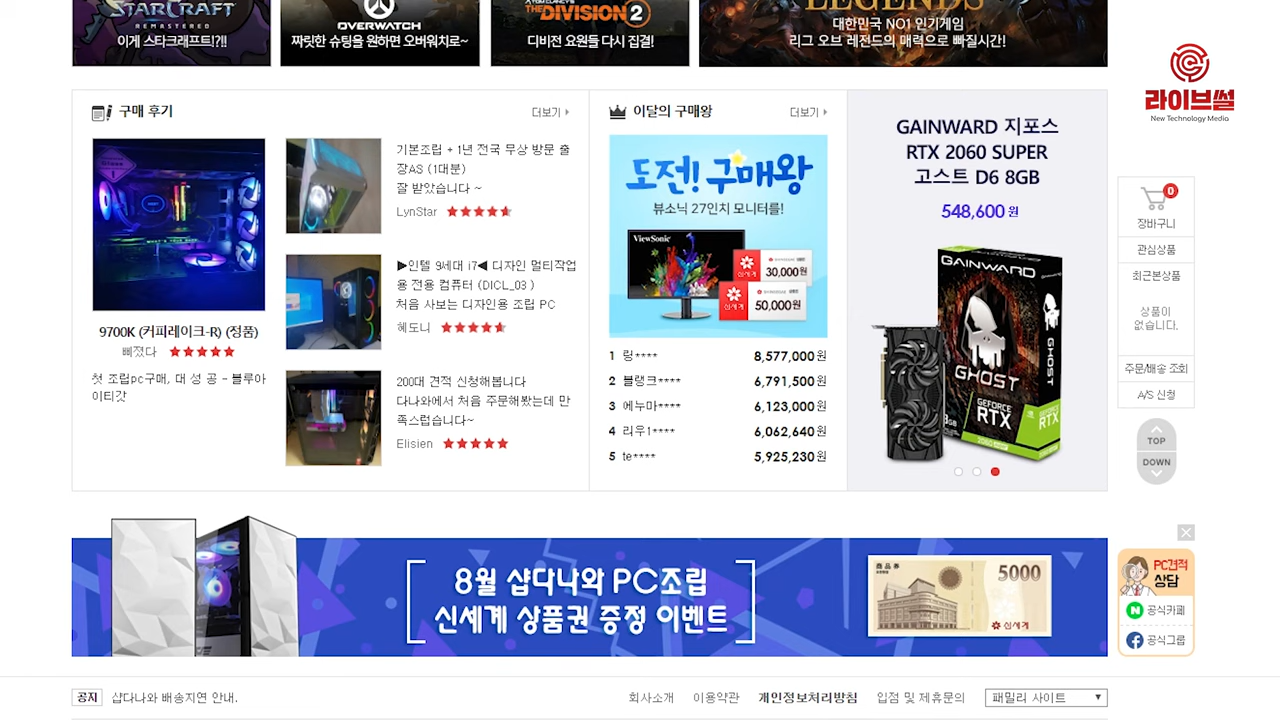 STARCRAFT
REMASTERED
이게 스타크래프트!?!!
OVERWATCH
짜릿한 슈팅을 원하면 오버워치로~
THE DIVISION 2
디비전 요원들 다시 집결!
LEGENDS
대한민국 NO1 인기게임
리그 오브 레전드의 매력으로 빠질시간!
라이브썰
New Technology Media
구매 후기
더보기
9700K (커피레이크-R) (정품)
삐졌다
첫 조립pc구매, 대 성 공 - 블루아
이티갓
기본조립 + 1년 전국 무상 방문 출
장AS (1대분)
잘 받았습니다 ~
LynStar
▶인텔 9세대 i7◀ 디자인 멀티작업
용 전용 컴퓨터 (DICL_03 )
처음 사보는 디자인용 조립 PC
혜도니
200대 견적 신청해봅니다
다나와에서 처음 주문해봤는데 만
족스럽습니다~
Elisien
이달의 구매왕
더보기
도전! 구매왕
뷰소닉 27인치 모니터를!
ViewSonic
신세계 30,000원
신세계 50,000원
1 링**** 8,577,000원
2 블랭크**** 6,791,500원
3 에누마**** 6,123,000원
4 리우1**** 6,062,640원
5 te**** 5,925,230원
GAINWARD 지포스
RTX 2060 SUPER
고스트 D6 8GB
548,600 원
GAINWARD
GHOST
GHOST
GEFORCE
RTX
RTX
0
장바구니
관심상품
최근본상품
상품이
없습니다.
주문/배송 조회
A/S 신청
TOP
DOWN
8월 샵다나와 PC조립
신세계 상품권 증정 이벤트
商品券
5000
신세계
PC견적
상담
N 공식카페
공식그룹
공지 샵다나와 배송지연 안내.
회사소개 이용약관 개인정보처리방침 입점 및 제휴문의 패밀리 사이트